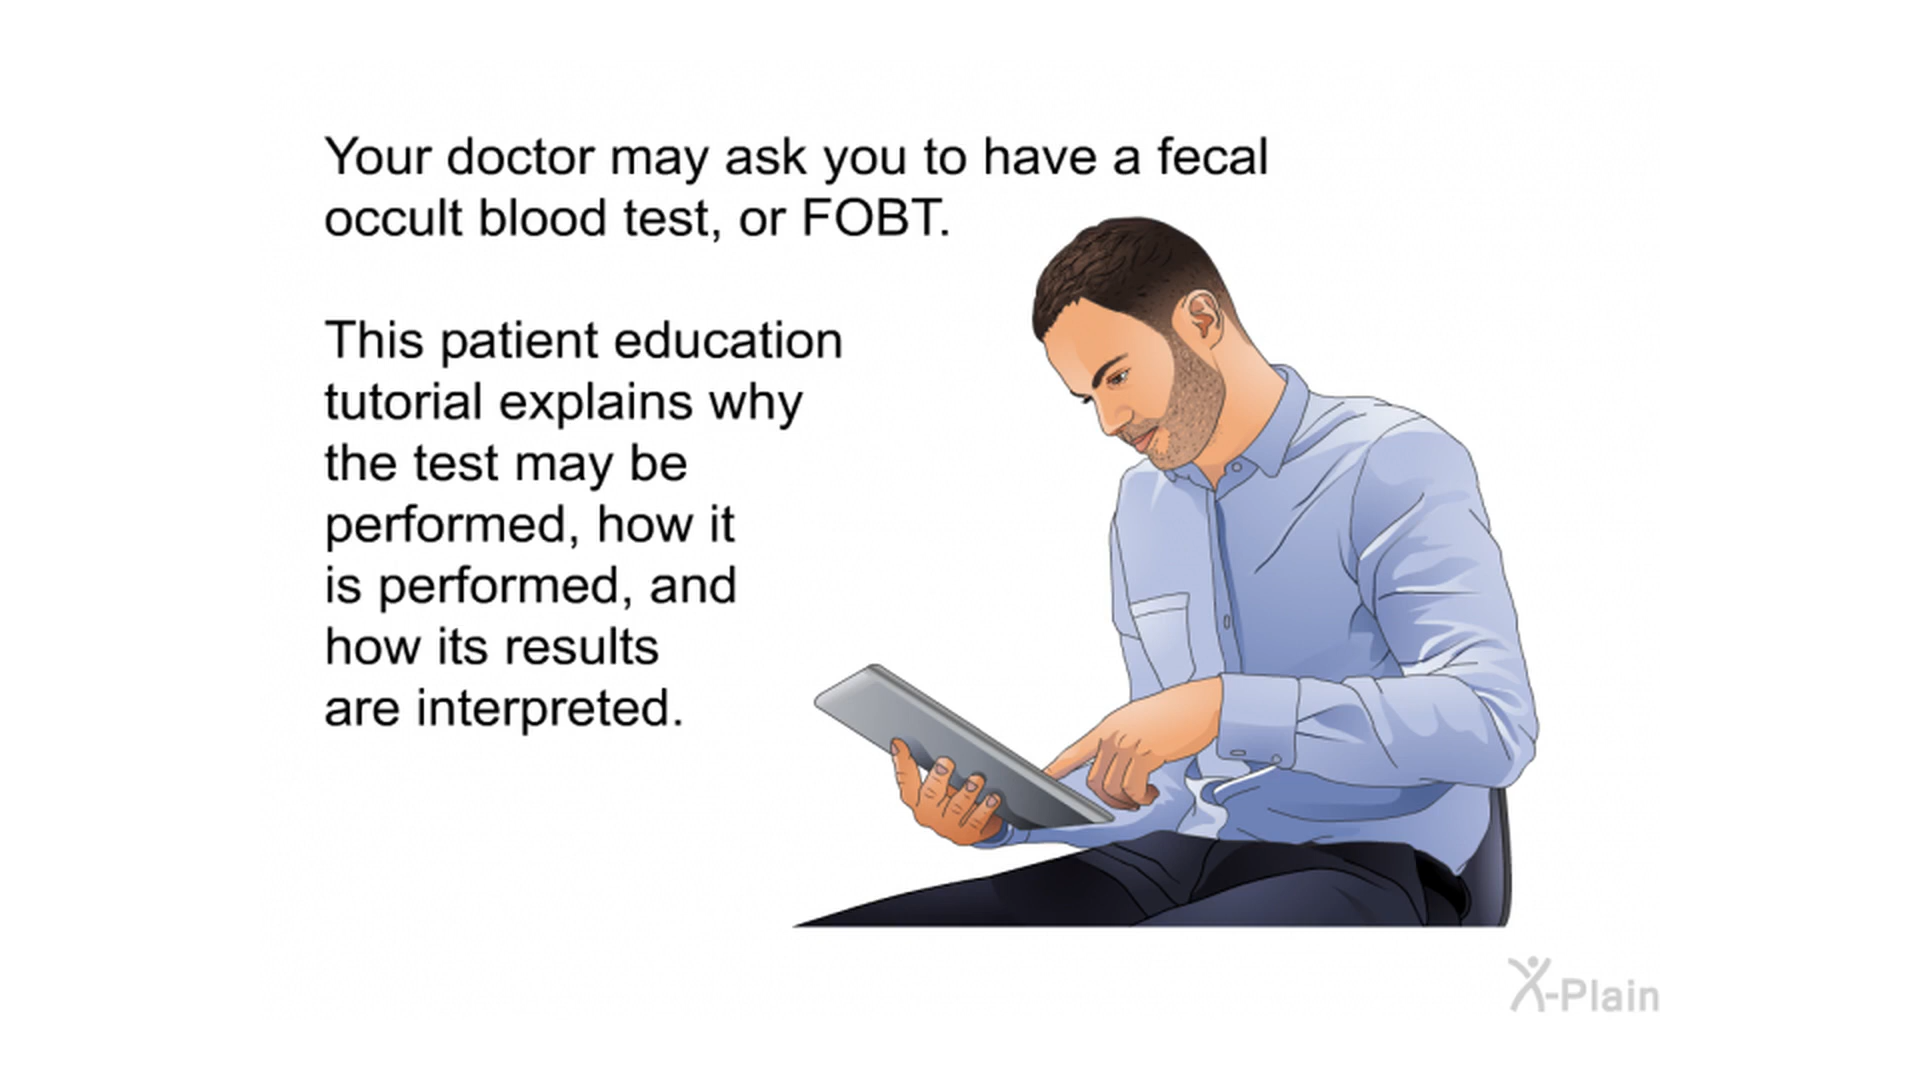 Your doctor may ask you to have a fecal
occult blood test, or FOBT.
This patient education
tutorial explains why
the test may be
performed, how it
is performed, and
how its results
are interpreted.
X-Plain